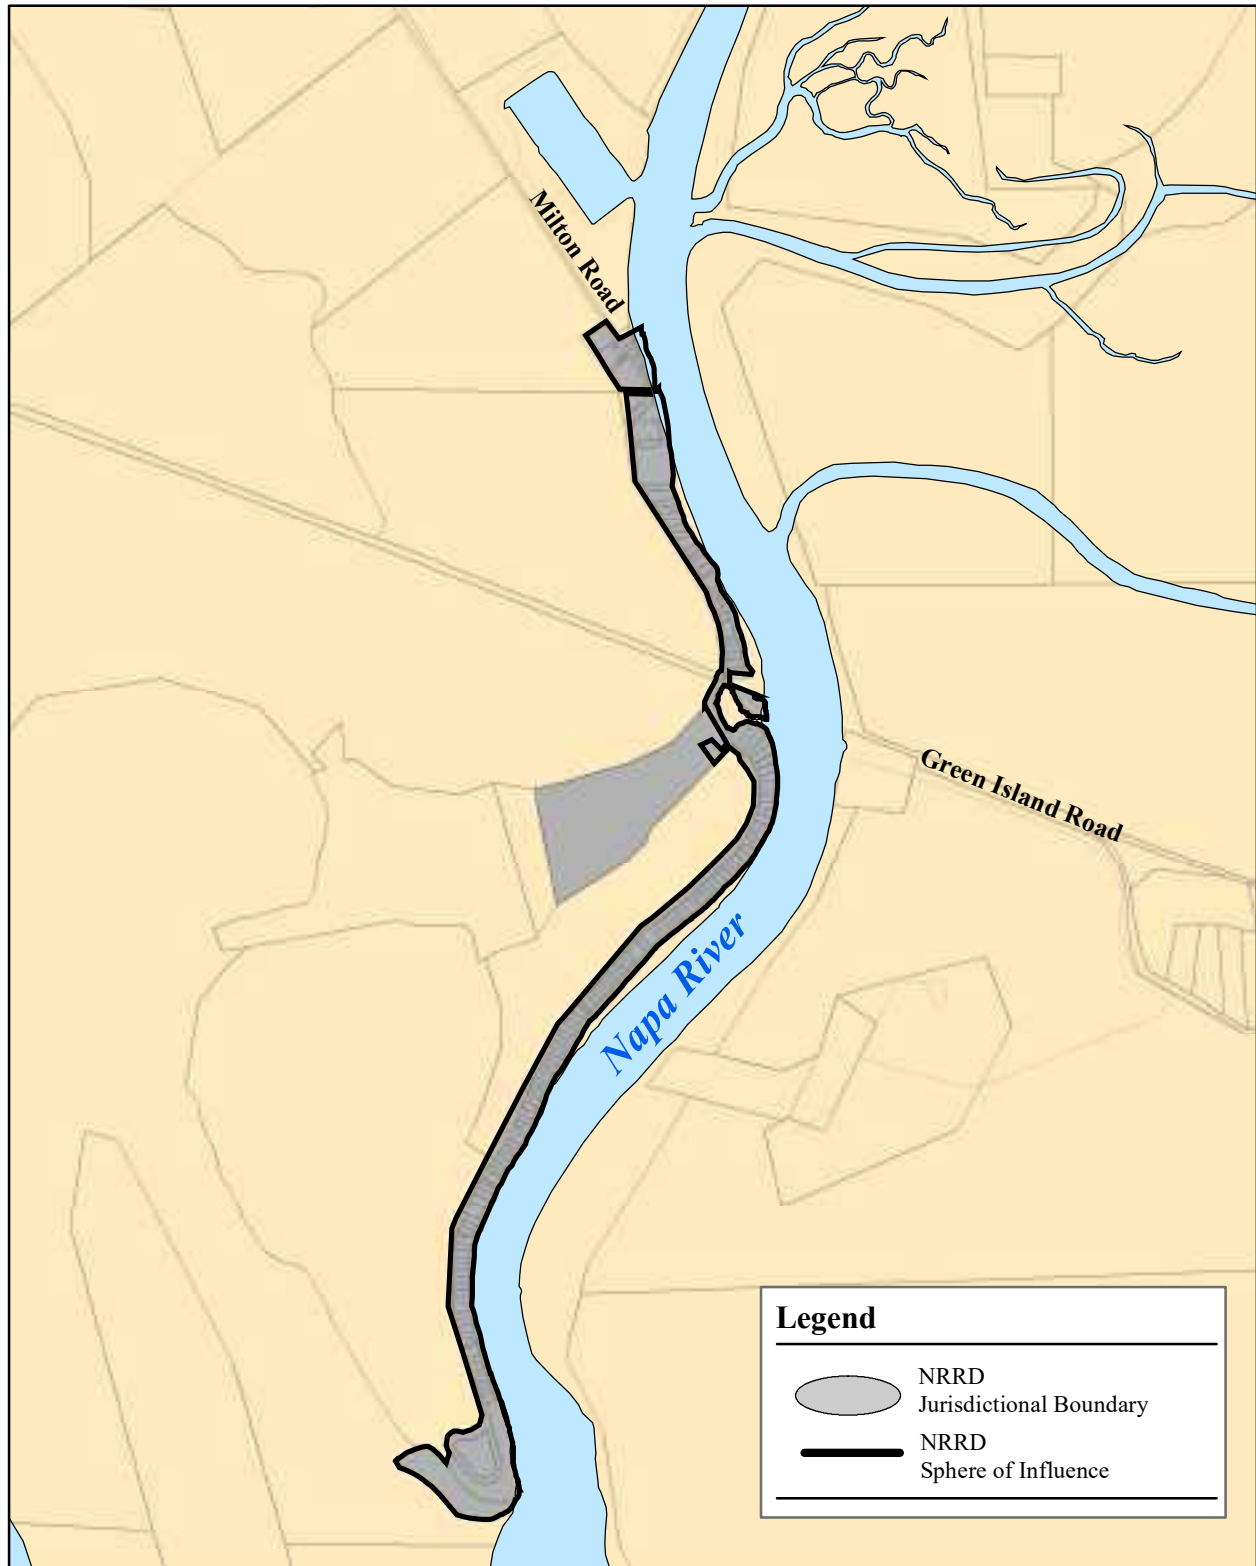 Milton Road
Green Island Road
Napa River
Legend
NRRD
Jurisdictional Boundary
NRRD
Sphere of Influence